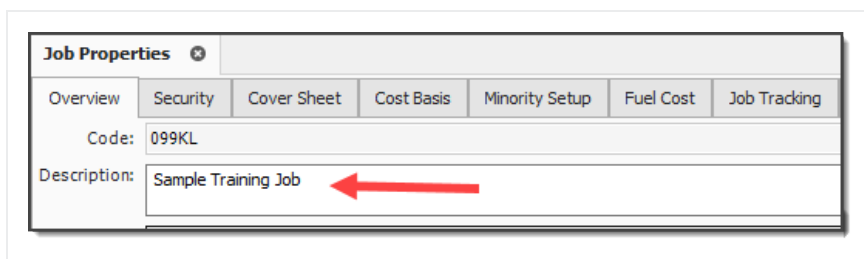 Job Properties
Overview Security Cover Sheet Cost Basis Minority Setup Fuel Cost Job Tracking
Code: 099KL
Description: Sample Training Job